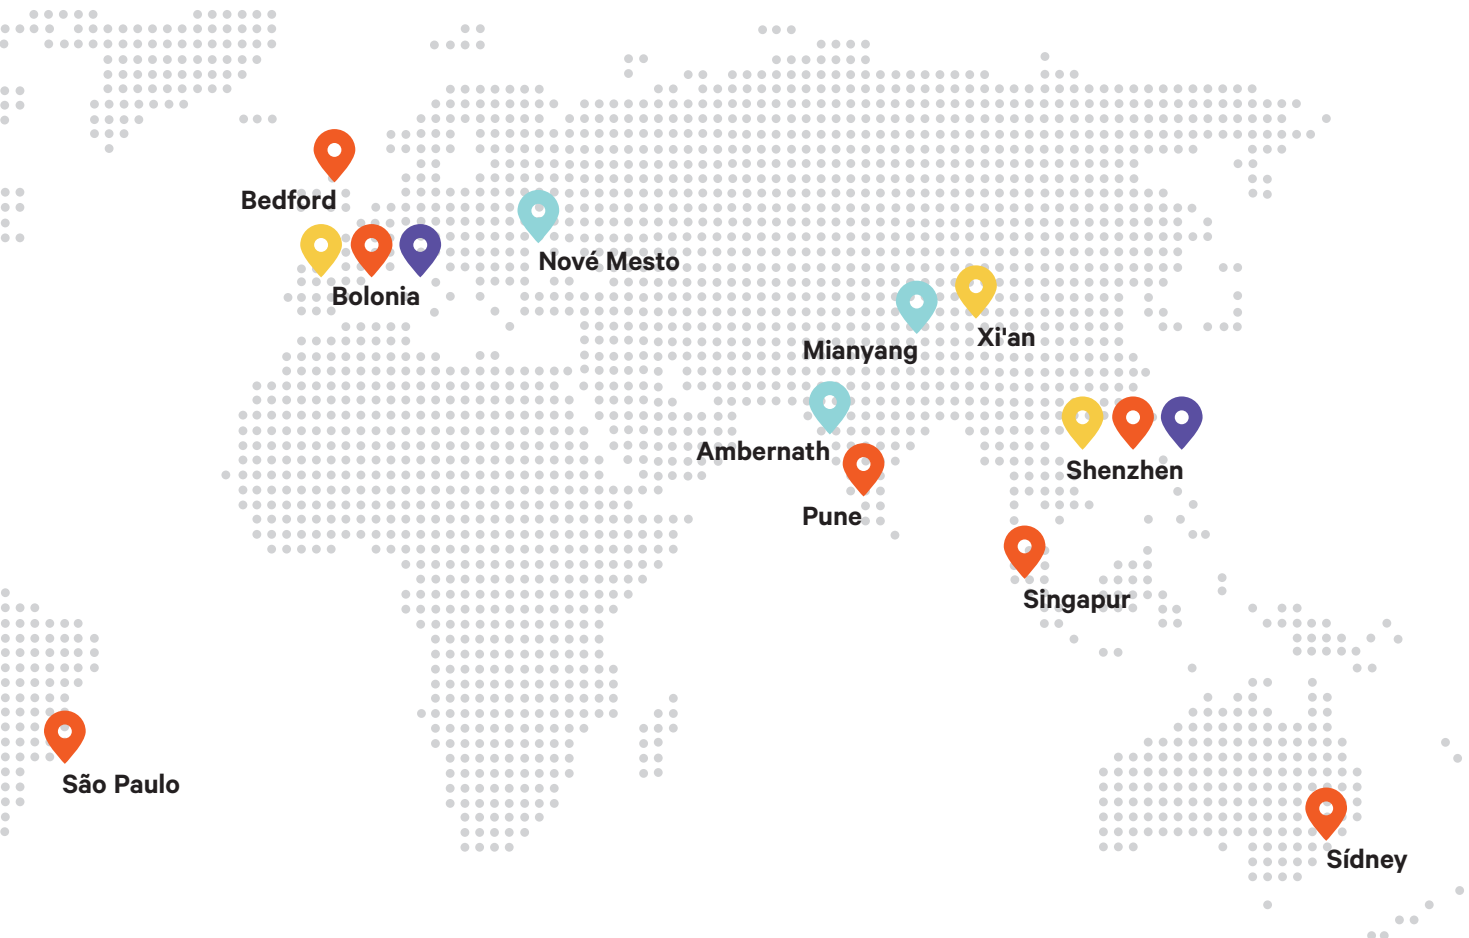 Bedford
Nové Mesto
Bolonia
Xi'an
Mianyang
Ambernath
Shenzhen
Pune
Singapur
São Paulo
Sídney